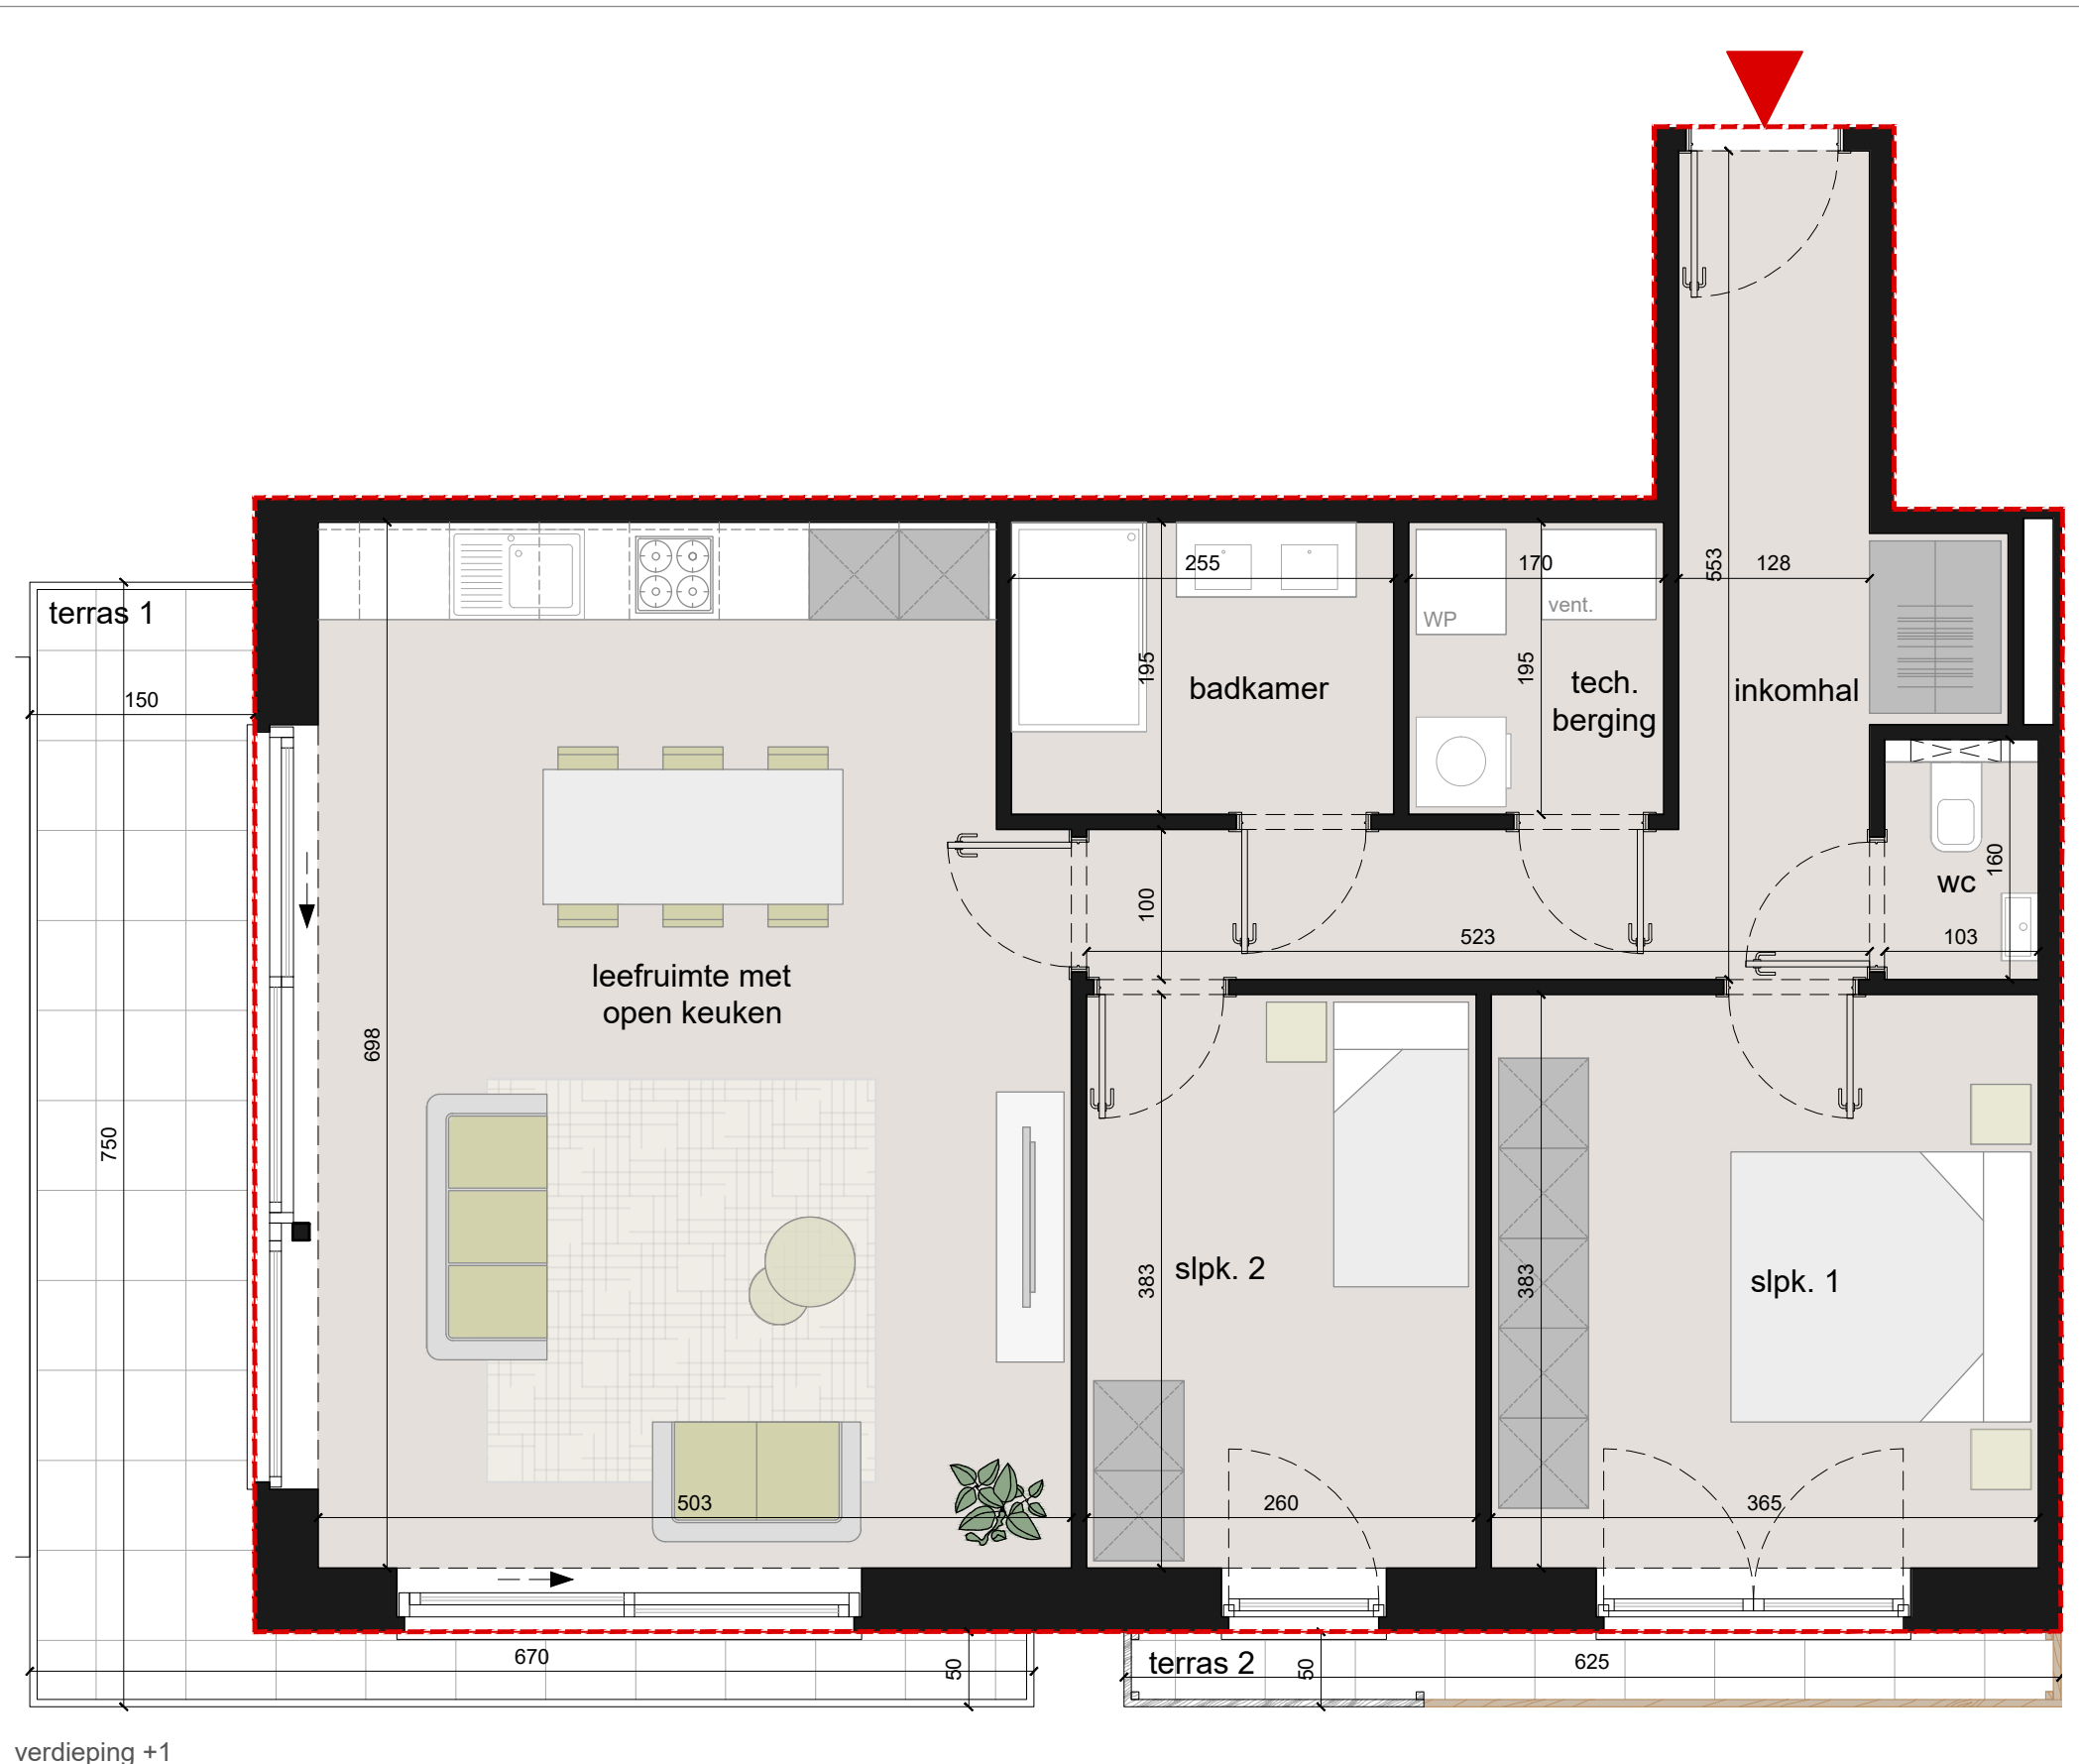 terras 1
150
750
698
255
195
badkamer
WP
vent.
170
195
tech.
berging
553
128
inkomhal
160
wc
103
100
523
leefruimte met
open keuken
383
slpk. 2
383
slpk. 1
503
260
365
670
50
terras 2
50
625
verdieping +1